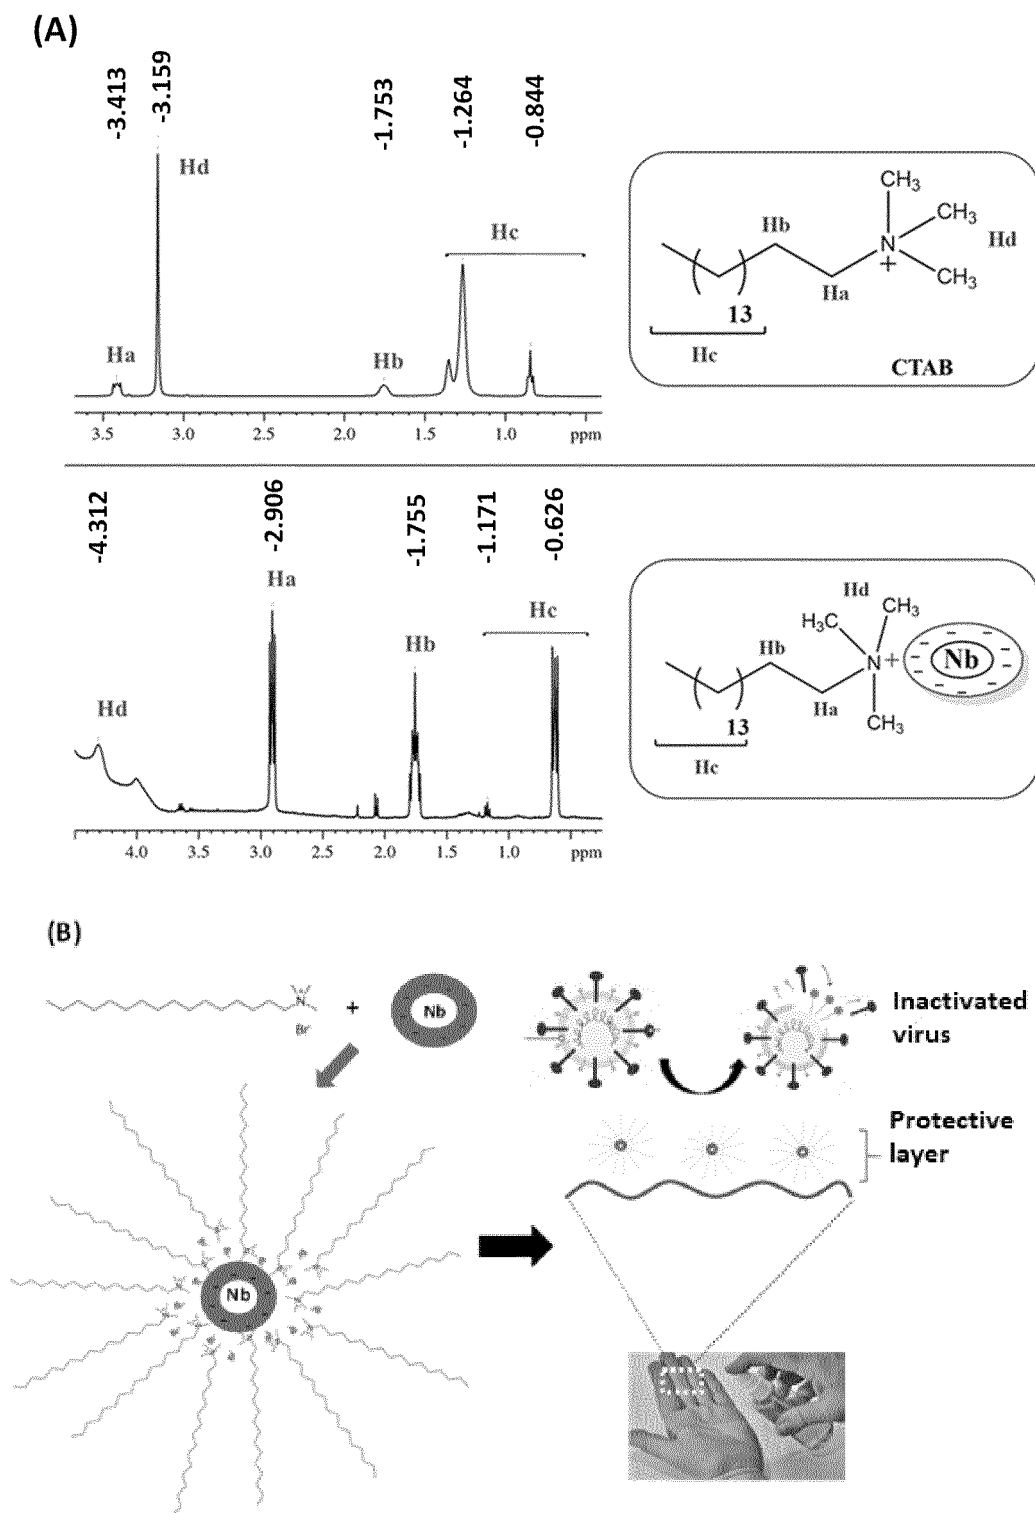 (A)
-3.413
-3.159
-1.753
-1.264
-0.844
Hd
Hc
Ha
Hb
3.5 3.0 2.0 1.5 1.0 ppm
CH3
CH3
CH3
N
+
Hb
Hd
Ha
13
Hc
CTAB
-4.312
-2.906
-1.755
-1.171
-0.626
Ha
Hb
Hc
Hd
4.0 3.0 2.5 2.0 1.5 1.0 ppm
Hd
H3C
CH3
Hb
N
+
Nb
Ha
CH3
13
Hc
(B)
N
Br
+
Nb
Inactivated
virus
Protective
layer
Nb